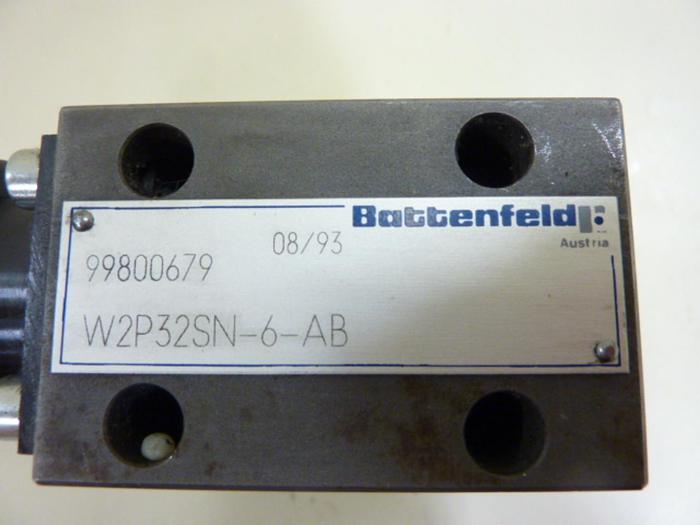 Battenfeld
Austria
08/93
99800679
W2P32SN-6-AB